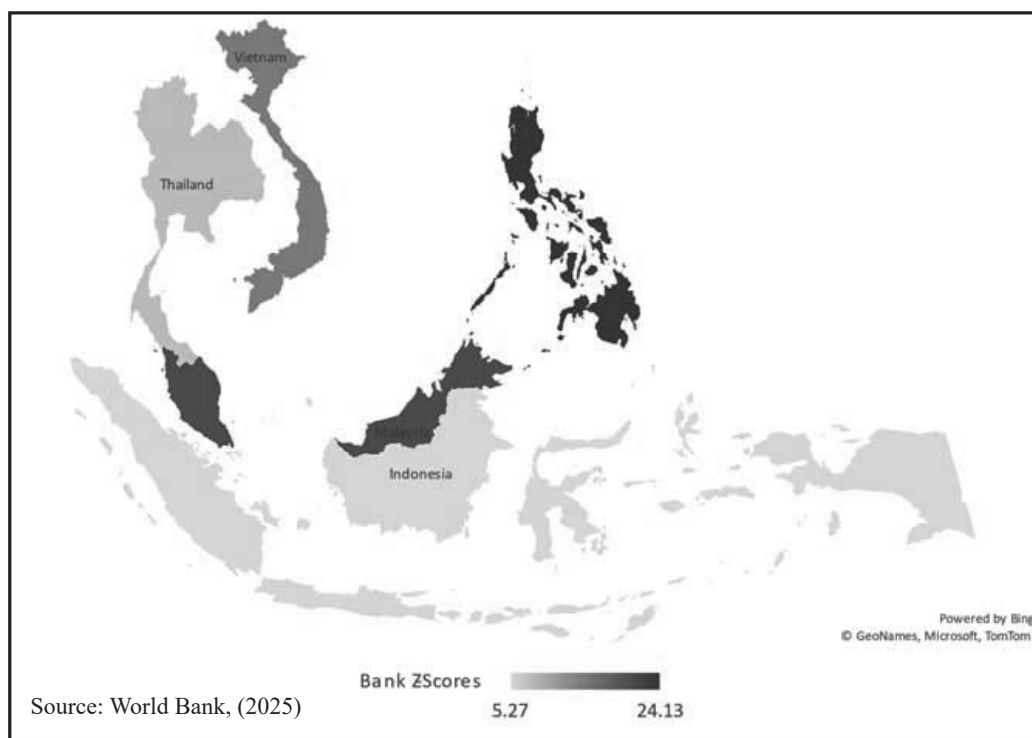 Vietnam
Thailand
Malaysia
Indonesia
Powered by Bing
© GeoNames, Microsoft, TomTom
Bank ZScores
5.27
24.13
Source: World Bank, (2025)